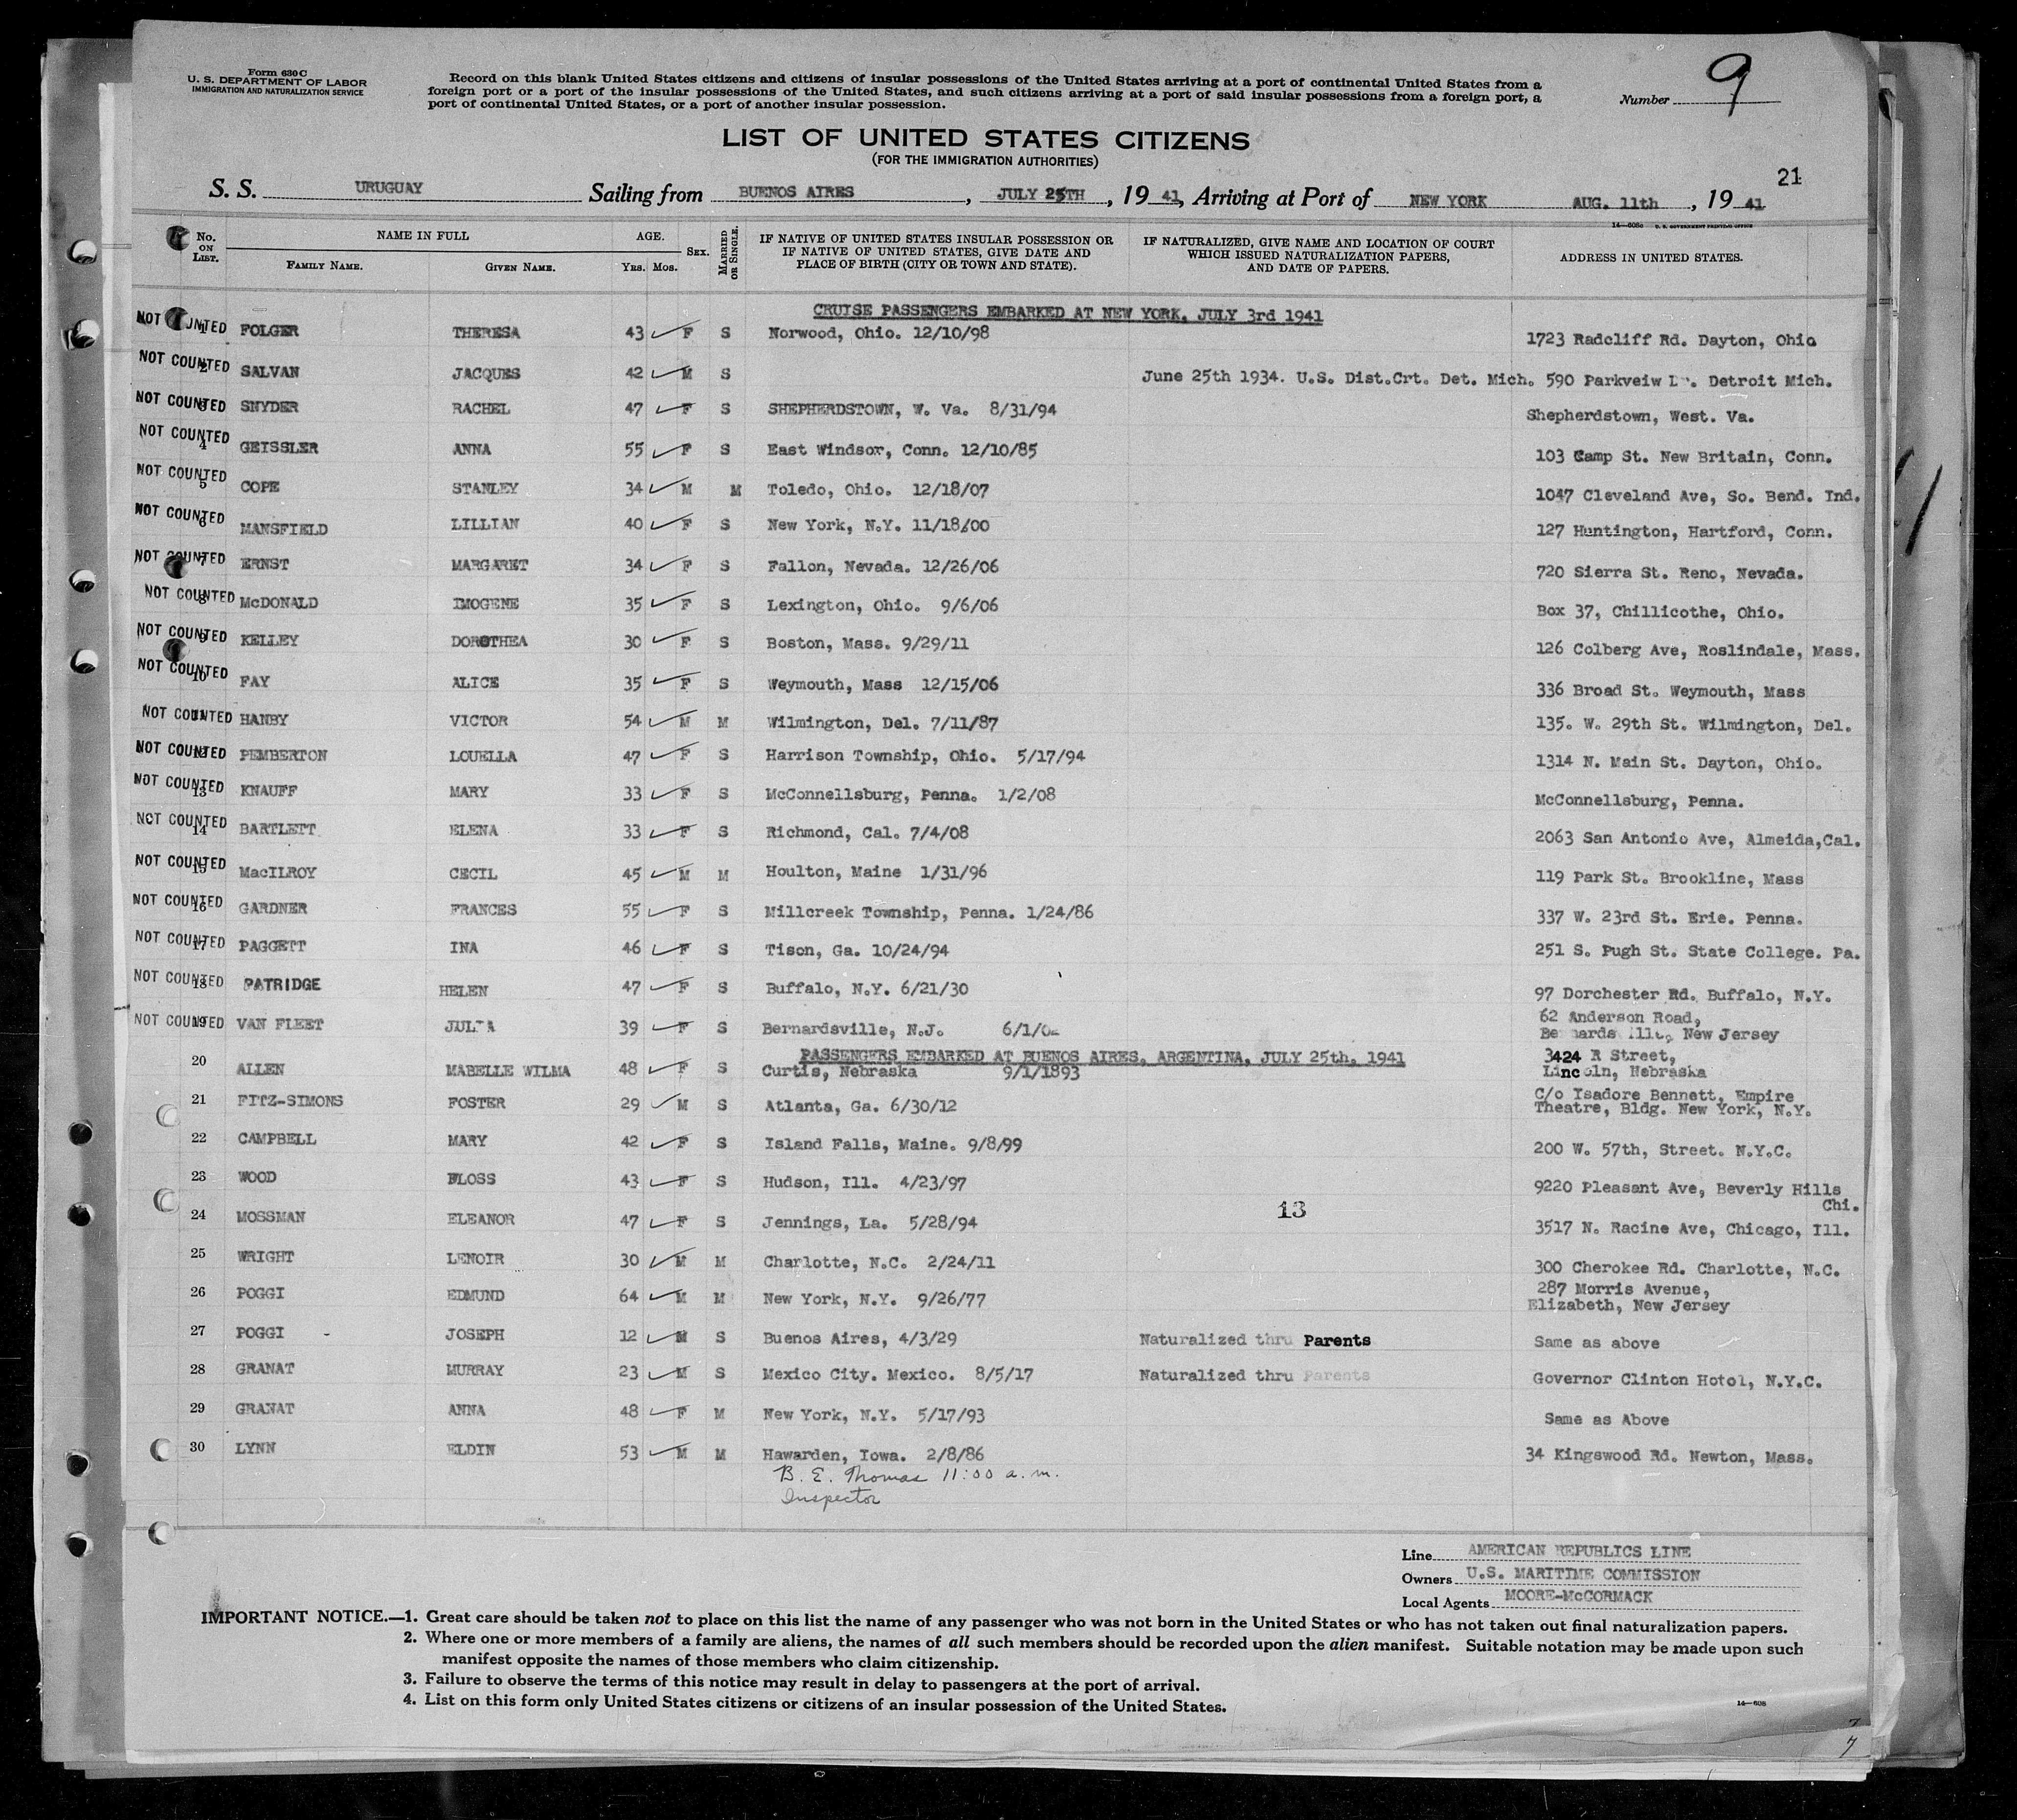 Form 630 C
U. S. DEPARTMENT OF LABOR
IMMIGRATION AND NATURALIZATION SERVICE
Record on this blank United States citizens and citizens of insular possessions of the United States arriving at a port of continental United States from a
foreign port or a port of the insular possessions of the United States, and such citizens arriving at a port of said insular possessions from a foreign port, a
port of continental United States, or a port of another insular possession.
Number 9
LIST OF UNITED STATES CITIZENS
(FOR THE IMMIGRATION AUTHORITIES)
21
S. S. URUGUAY Sailing from BUENOS AIRES, JULY 25TH, 1941, Arriving at Port of NEW YORK AUG. 11th, 1941
14—605c U. S. GOVERNMENT PRINTING OFFICE
No. ON LIST. NAME IN FULL FAMILY NAME. GIVEN NAME. AGE. YRS. MOS. SEX. MARRIED OR SINGLE. IF NATIVE OF UNITED STATES INSULAR POSSESSION OR IF NATIVE OF UNITED STATES, GIVE DATE AND PLACE OF BIRTH (CITY OR TOWN AND STATE). IF NATURALIZED, GIVE NAME AND LOCATION OF COURT WHICH ISSUED NATURALIZATION PAPERS, AND DATE OF PAPERS. ADDRESS IN UNITED STATES.
CRUISE PASSENGERS EMBARKED AT NEW YORK, JULY 3rd 1941
NOT COUNTED 1 FOLGER THERESA 43 F S Norwood, Ohio. 12/10/98 1723 Radcliff Rd. Dayton, Ohio
NOT COUNTED 2 SALVAN JACQUES 42 M S June 25th 1934. U.S. Dist.Crt. Det. Mich. 590 Parkveiw Dr. Detroit Mich.
NOT COUNTED 3 SNYDER RACHEL 47 F S SHEPHERDSTOWN, W. Va. 8/31/94 Shepherdstown, West. Va.
NOT COUNTED 4 GEISSLER ANNA 55 F S East Windsor, Conn. 12/10/85 103 Camp St. New Britain, Conn.
NOT COUNTED 5 COPE STANLEY 34 M M Toledo, Ohio. 12/18/07 1047 Cleveland Ave, So. Bend. Ind.
NOT COUNTED 6 MANSFIELD LILLIAN 40 F S New York, N.Y. 11/18/00 127 Huntington, Hartford, Conn.
NOT COUNTED 7 ERNST MARGARET 34 F S Fallon, Nevada. 12/26/06 720 Sierra St. Reno, Nevada.
NOT COUNTED 8 McDONALD IMOGENE 35 F S Lexington, Ohio. 9/6/06 Box 37, Chillicothe, Ohio.
NOT COUNTED 9 KELLEY DOROTHEA 30 F S Boston, Mass. 9/29/11 126 Colberg Ave, Roslindale, Mass.
NOT COUNTED 10 FAY ALICE 35 F S Weymouth, Mass 12/15/06 336 Broad St. Weymouth, Mass
NOT COUNTED 11 HANBY VICTOR 54 M M Wilmington, Del. 7/11/87 135. W. 29th St. Wilmington, Del.
NOT COUNTED 12 PEMBERTON LOUELLA 47 F S Harrison Township, Ohio. 5/17/94 1314 N. Main St. Dayton, Ohio.
NOT COUNTED 13 KNAUFF MARY 33 F S McConnellsburg, Penna. 1/2/08 McConnellsburg, Penna.
NOT COUNTED 14 BARTLETT ELENA 33 F S Richmond, Cal. 7/4/08 2063 San Antonio Ave, Almeida,Cal.
NOT COUNTED 15 MacILROY CECIL 45 M M Houlton, Maine 1/31/96 119 Park St. Brookline, Mass
NOT COUNTED 16 GARDNER FRANCES 55 F S Millcreek Township, Penna. 1/24/86 337 W. 23rd St. Erie. Penna.
NOT COUNTED 17 PAGGETT INA 46 F S Tison, Ga. 10/24/94 251 S. Pugh St. State College. Pa.
NOT COUNTED 18 PATRIDGE HELEN 47 F S Buffalo, N.Y. 6/21/30 97 Dorchester Rd. Buffalo, N.Y.
NOT COUNTED 19 VAN FLEET JULIA 39 F S Bernardsville, N.J. 6/1/02 62 Anderson Road,
Bernardsville, New Jersey
PASSENGERS EMBARKED AT BUENOS AIRES, ARGENTINA, JULY 25th, 1941
20 ALLEN MABELLE WILMA 48 F S Curtis, Nebraska 9/1/1893 3424 R Street,
Lincoln, Nebraska
21 FITZ-SIMONS FOSTER 29 M S Atlanta, Ga. 6/30/12 C/o Isadore Bennett, Empire
Theatre, Bldg. New York, N.Y.
22 CAMPBELL MARY 42 F S Island Falls, Maine. 9/8/99 200 W. 57th, Street. N.Y.C.
23 WOOD FLOSS 43 F S Hudson, Ill. 4/23/97 9220 Pleasant Ave, Beverly Hills
Chi.
13
24 MOSSMAN ELEANOR 47 F S Jennings, La. 5/28/94 3517 N. Racine Ave, Chicago, Ill.
25 WRIGHT LENOIR 30 M M Charlotte, N.C. 2/24/11 300 Cherokee Rd. Charlotte, N.C.
26 POGGI EDMUND 64 M M New York, N.Y. 9/26/77 287 Morris Avenue,
Elizabeth, New Jersey
27 POGGI - JOSEPH 12 M S Buenos Aires, 4/3/29 Naturalized thru Parents Same as above
28 GRANAT MURRAY 23 M S Mexico City. Mexico. 8/5/17 Naturalized thru Parents Governor Clinton Hotol, N.Y.C.
29 GRANAT ANNA 48 F M New York, N.Y. 5/17/93 Same as Above
30 LYNN ELDIN 53 M M Hawarden, Iowa. 2/8/86 34 Kingswood Rd. Newton, Mass.
B. E. Thomas 11:00 a.m.
Inspector
Line AMERICAN REPUBLICS LINE
Owners U.S. MARITIME COMMISSION
Local Agents MOORE-McCORMACK
IMPORTANT NOTICE.—1. Great care should be taken not to place on this list the name of any passenger who was not born in the United States or who has not taken out final naturalization papers.
2. Where one or more members of a family are aliens, the names of all such members should be recorded upon the alien manifest. Suitable notation may be made upon such
manifest opposite the names of those members who claim citizenship.
3. Failure to observe the terms of this notice may result in delay to passengers at the port of arrival.
4. List on this form only United States citizens or citizens of an insular possession of the United States.
14—608